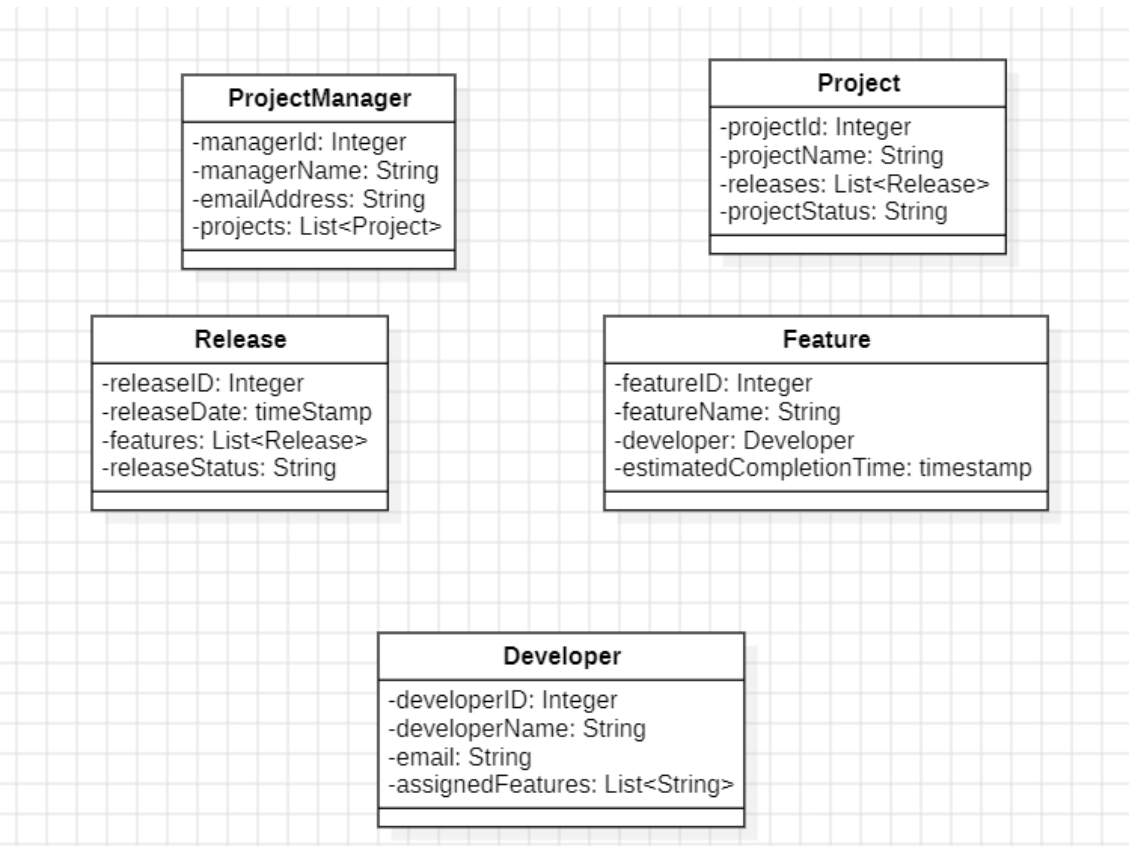 ProjectManager
-managerId: Integer
-managerName: String
-emailAddress: String
-projects: List<Project>
Project
-projectId: Integer
-projectName: String
-releases: List<Release>
-projectStatus: String
Release
-releaseID: Integer
-releaseDate: timeStamp
-features: List<Release>
-releaseStatus: String
Feature
-featureID: Integer
-featureName: String
-developer: Developer
-estimatedCompletionTime: timestamp
Developer
-developerID: Integer
-developerName: String
-email: String
-assignedFeatures: List<String>